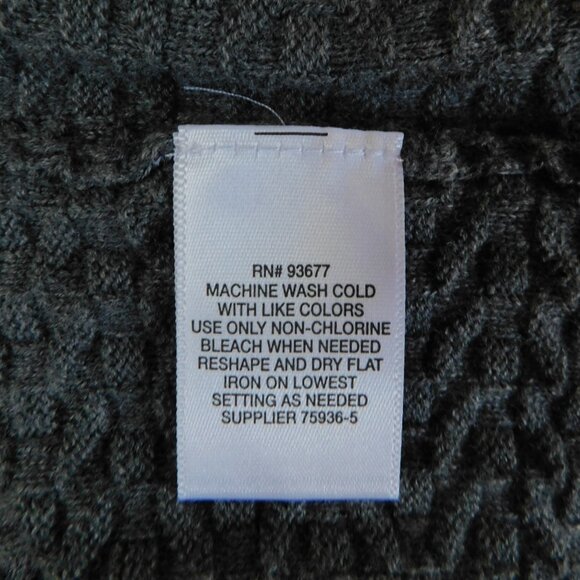 RN# 93677
MACHINE WASH COLD
WITH LIKE COLORS
USE ONLY NON-CHLORINE
BLEACH WHEN NEEDED
RESHAPE AND DRY FLAT
IRON ON LOWEST
SETTING AS NEEDED
SUPPLIER 75936-5